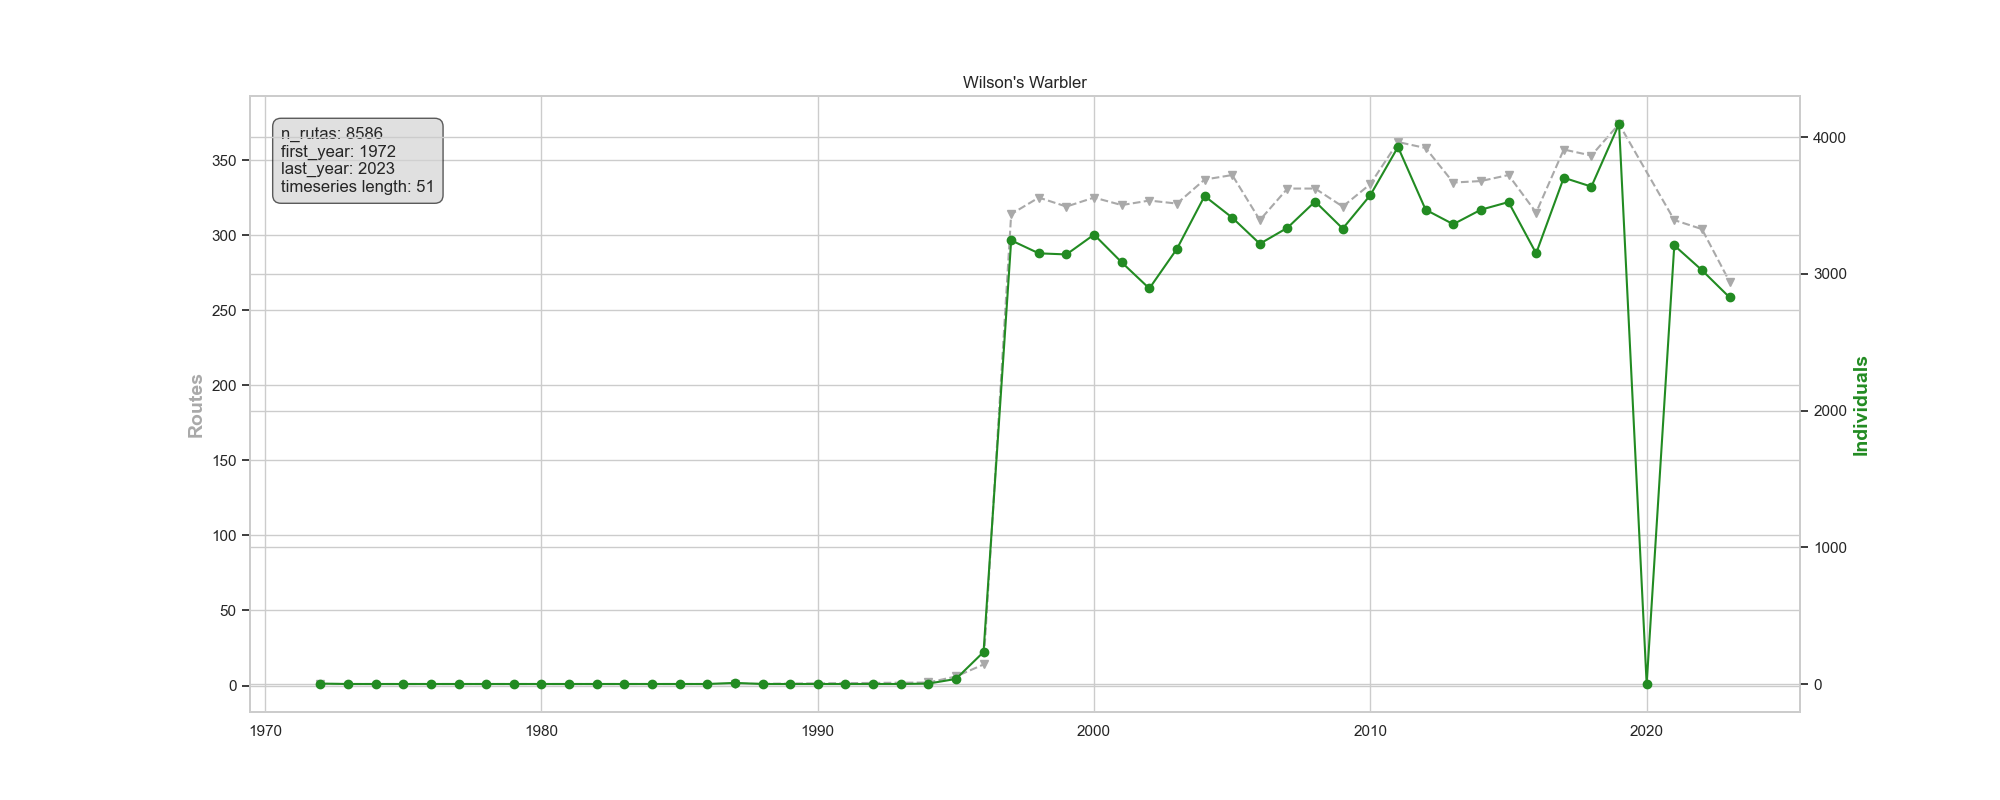 Wilson's Warbler
n_rutas: 8586
first_year: 1972
last_year: 2023
timeseries length: 51
Routes
350
300
250
200
150
100
50
0
4000
3000
2000
1000
0
Individuals
1970 1980 1990 2000 2010 2020